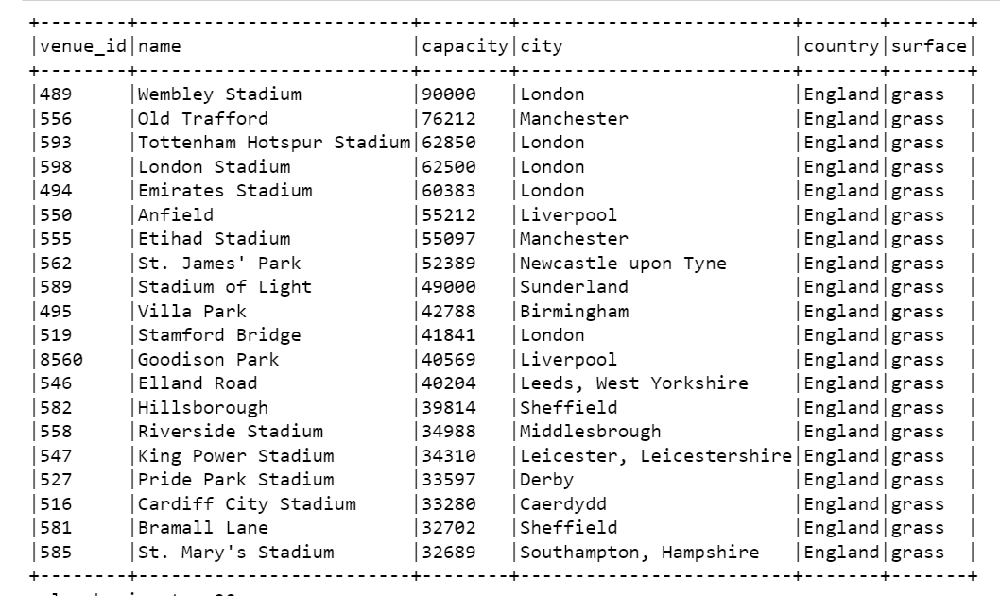 +--------+-------------------------+--------+-------------------------+-------+-------+
|venue_id|name                     |capacity|city                     |country|surface|
+--------+-------------------------+--------+-------------------------+-------+-------+
|489     |Wembley Stadium          |90000   |London                   |England|grass  |
|556     |Old Trafford             |76212   |Manchester               |England|grass  |
|593     |Tottenham Hotspur Stadium|62850   |London                   |England|grass  |
|598     |London Stadium           |62500   |London                   |England|grass  |
|494     |Emirates Stadium         |60383   |London                   |England|grass  |
|550     |Anfield                  |55212   |Liverpool                |England|grass  |
|555     |Etihad Stadium           |55097   |Manchester               |England|grass  |
|562     |St. James' Park          |52389   |Newcastle upon Tyne      |England|grass  |
|589     |Stadium of Light         |49000   |Sunderland               |England|grass  |
|495     |Villa Park               |42788   |Birmingham               |England|grass  |
|519     |Stamford Bridge          |41841   |London                   |England|grass  |
|8560    |Goodison Park            |40569   |Liverpool                |England|grass  |
|546     |Elland Road              |40204   |Leeds, West Yorkshire    |England|grass  |
|582     |Hillsborough             |39814   |Sheffield                |England|grass  |
|558     |Riverside Stadium        |34988   |Middlesbrough            |England|grass  |
|547     |King Power Stadium       |34310   |Leicester, Leicestershire|England|grass  |
|527     |Pride Park Stadium       |33597   |Derby                    |England|grass  |
|516     |Cardiff City Stadium     |33280   |Caerdydd                 |England|grass  |
|581     |Bramall Lane             |32702   |Sheffield                |England|grass  |
|585     |St. Mary's Stadium       |32689   |Southampton, Hampshire   |England|grass  |
+--------+-------------------------+--------+-------------------------+-------+-------+